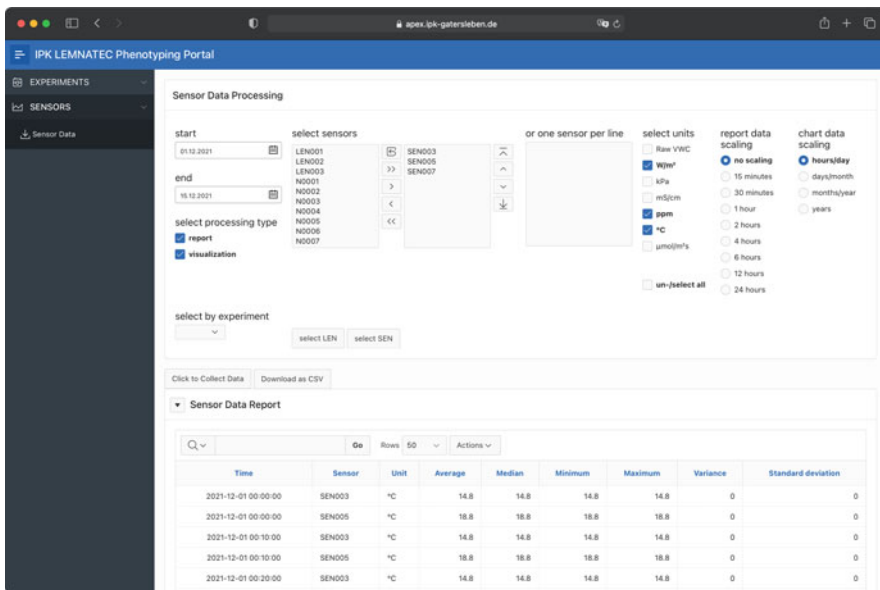 apex.ipk-gatersleben.de
IPK LEMNATEC Phenotyping Portal
EXPERIMENTS
SENSORS
Sensor Data
Sensor Data Processing
start
01.12.2021
end
15.12.2021
select processing type
report
visualization
select by experiment
select sensors
LEN001
LEN002
LEN003
N0001
N0002
N0003
N0004
N0005
N0006
N0007
>>
>
<
<<
SEN003
SEN005
SEN007
select LEN select SEN
or one sensor per line
select units
Raw VWC
W/m²
kPa
mS/cm
ppm
°C
µmol/m²s
un-/select all
report data
scaling
no scaling
15 minutes
30 minutes
1 hour
2 hours
4 hours
6 hours
12 hours
24 hours
chart data
scaling
hours/day
days/month
months/year
years
Click to Collect Data Download as CSV
Sensor Data Report
Go Rows 50 Actions
Time Sensor Unit Average Median Minimum Maximum Variance Standard deviation
2021-12-01 00:00:00 SEN003 °C 14.8 14.8 14.8 14.8 0 0
2021-12-01 00:00:00 SEN005 °C 18.8 18.8 18.8 18.8 0 0
2021-12-01 00:10:00 SEN003 °C 14.8 14.8 14.8 14.8 0 0
2021-12-01 00:10:00 SEN005 °C 18.8 18.8 18.8 18.8 0 0
2021-12-01 00:20:00 SEN003 °C 14.8 14.8 14.8 14.8 0 0